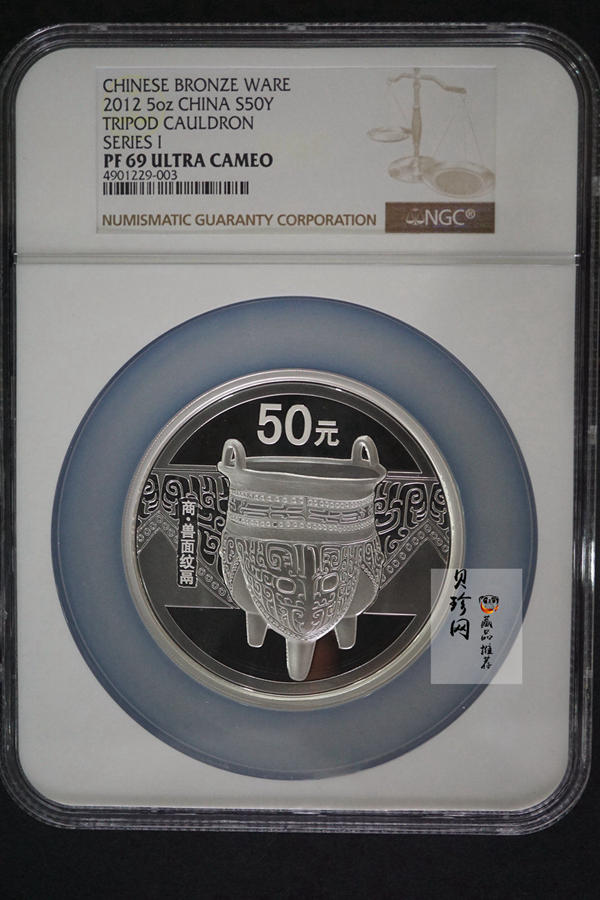 CHINESE BRONZE WARE
2012 5oz CHINA S50Y
TRIPOD CAULDRON
SERIES I
PF 69 ULTRA CAMEO
4901229-003
NUMISMATIC GUARANTY CORPORATION
NGC®
50元
商·兽面纹鬲
贝珍网
藏品推荐